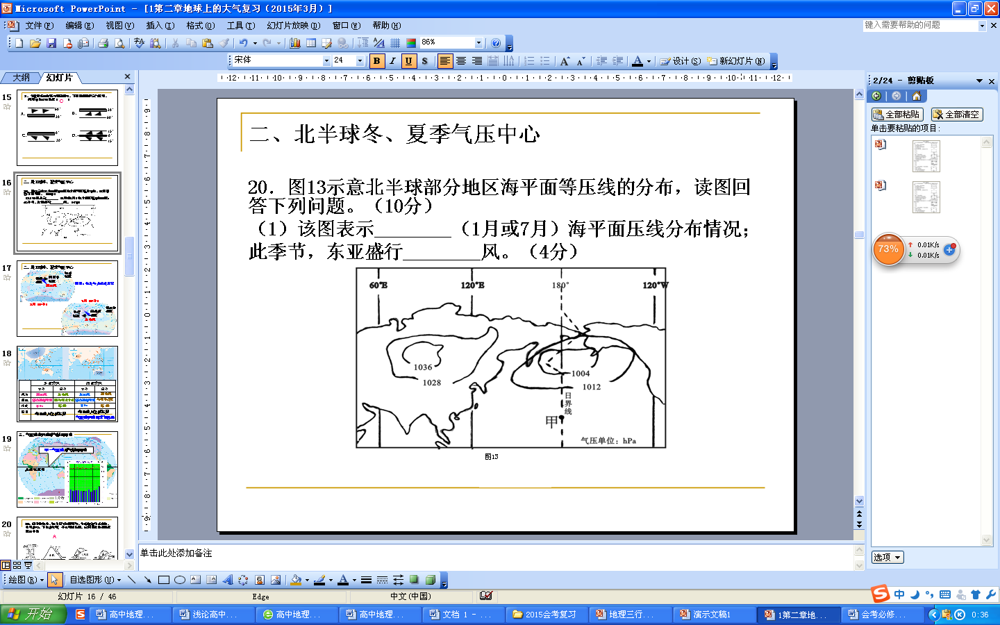 Microsoft PowerPoint - [1第二章地球上的大气复习（2015年3月）]
文件(F) 编辑(E) 视图(V) 插入(I) 格式(O) 工具(T) 幻灯片放映(D) 窗口(W) 帮助(H)
键入需要帮助的问题
86%
宋体 24 B I U S 设计(S) 新幻灯片(N)
大纲 幻灯片
15
16
17
18
19
20
二、北半球冬、夏季气压中心
20．图13示意北半球部分地区海平面等压线的分布，读图回
答下列问题。（10分）
（1）该图表示________（1月或7月）海平面压线分布情况；
此季节，东亚盛行________风。（4分）
60°E 120°E 180° 120°W
1036
1028
1004
1012
日界线
甲
气压单位：hPa
图13
单击此处添加备注
2/24 - 剪贴板
全部粘贴 全部清空
单击要粘贴的项目:
73%
0.01K/s
0.01K/s
选项
绘图(R) 自选图形(U)
幻灯片 16 / 46 Edge 中文(中国)
中
开始 高中地理... 浅论高中... 高中地理... 高中地理... 文档 1 - ... 2015会考复习 地理三行... 演示文稿1 1第二章地... 会考必修... 0:36